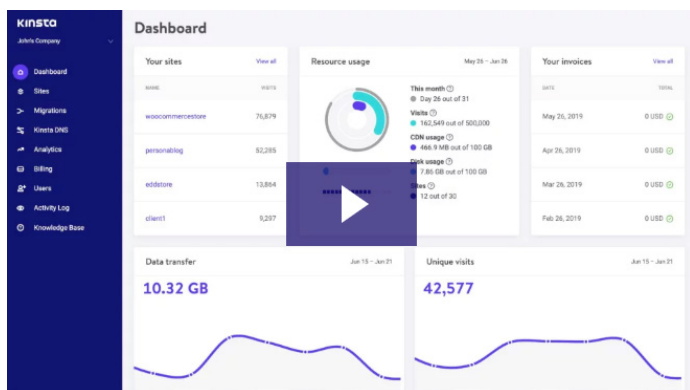 KINSTA
John's Company
Dashboard
Sites
Migrations
Kinsta DNS
Analytics
Billing
Users
Activity Log
Knowledge Base
Dashboard
Your sites View all
NAME VISITS
woocommercestore 76,879
personablog 52,285
eddstore 13,864
client1 9,287
Resource usage May 26 – Jun 26
This month
Day 26 out of 31
Visits
162,549 out of 500,000
CDN usage
466.9 MB out of 100 GB
Disk usage
7.86 GB out of 100 GB
Sites
12 out of 30
Your invoices View all
DATE TOTAL
May 26, 2019 0 USD
Apr 26, 2019 0 USD
Mar 26, 2019 0 USD
Feb 26, 2019 0 USD
Data transfer Jun 15 – Jun 21
10.32 GB
Unique visits Jun 15 – Jun 21
42,577